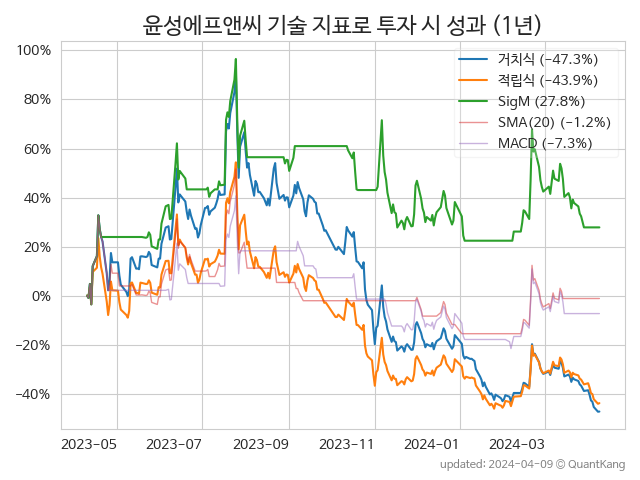 윤성에프앤씨 기술 지표로 투자 시 성과 (1년)
거치식 (−47.3%)
적립식 (−43.9%)
SigM (27.8%)
SMA(20) (−1.2%)
MACD (−7.3%)
100%
80%
60%
40%
20%
0%
−20%
−40%
2023-05 2023-07 2023-09 2023-11 2024-01 2024-03
updated: 2024-04-09 © QuantKang